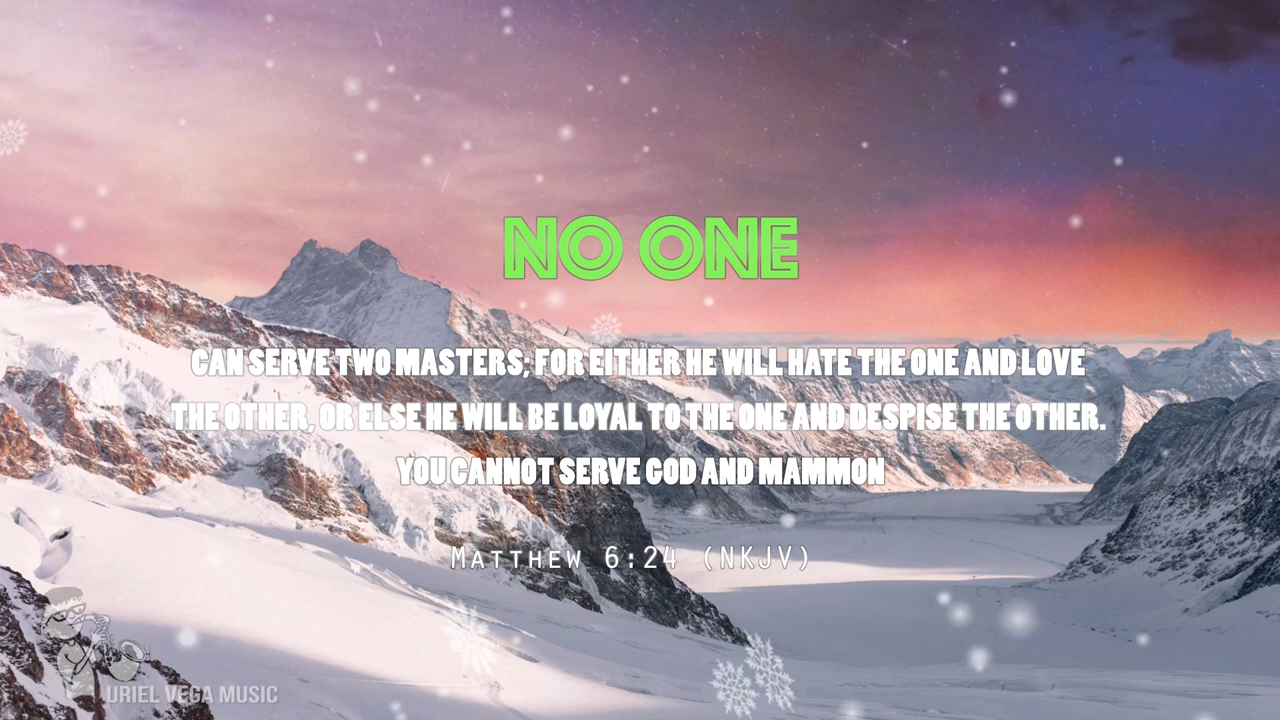 NO ONE
CAN SERVE TWO MASTERS; FOR EITHER HE WILL HATE THE ONE AND LOVE
THE OTHER, OR ELSE HE WILL BE LOYAL TO THE ONE AND DESPISE THE OTHER.
YOU CANNOT SERVE GOD AND MAMMON
Matthew 6:24 (NKJV)
URIEL VEGA MUSIC